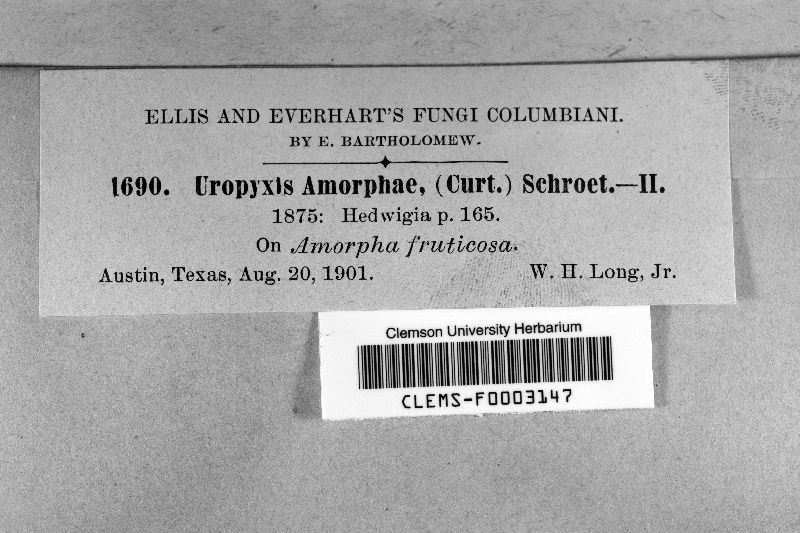 ELLIS AND EVERHART'S FUNGI COLUMBIANI.
BY E. BARTHOLOMEW.
1690. Uropyxis Amorphae, (Curt.) Schroet.—II.
1875: Hedwigia p. 165.
On Amorpha fruticosa.
Austin, Texas, Aug. 20, 1901. W. H. Long, Jr.
Clemson University Herbarium
CLEMS-F0003147